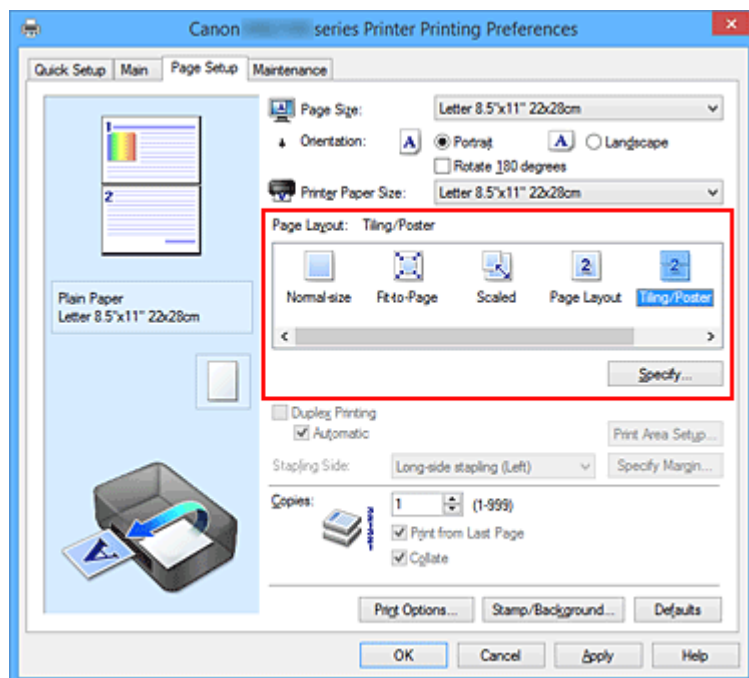 Canon series Printer Printing Preferences
Quick Setup Main Page Setup Maintenance
Page Size: Letter 8.5"x11" 22x28cm
Orientation: A Portrait A Landscape
Rotate 180 degrees
Printer Paper Size: Letter 8.5"x11" 22x28cm
Page Layout: Tiling/Poster
1
2
2 2
Normal-size Fit-to-Page Scaled Page Layout Tiling/Poster
Plain Paper
Letter 8.5"x11" 22x28cm
Specify...
Duplex Printing
Automatic Print Area Setup...
Stapling Side: Long-side stapling (Left) Specify Margin...
Copies: 1 (1-999)
Print from Last Page
Collate
A
Print Options... Stamp/Background... Defaults
OK Cancel Apply Help